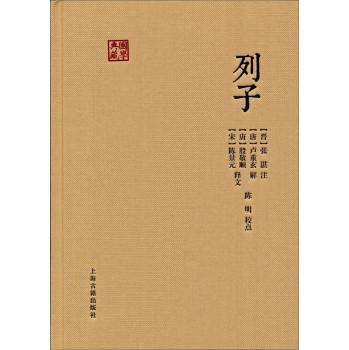 国学典藏
列子
【晋】张湛 注
【唐】卢重玄 解
【唐】殷敬顺
【宋】陈景元 释文
陈明 校点
上海古籍出版社